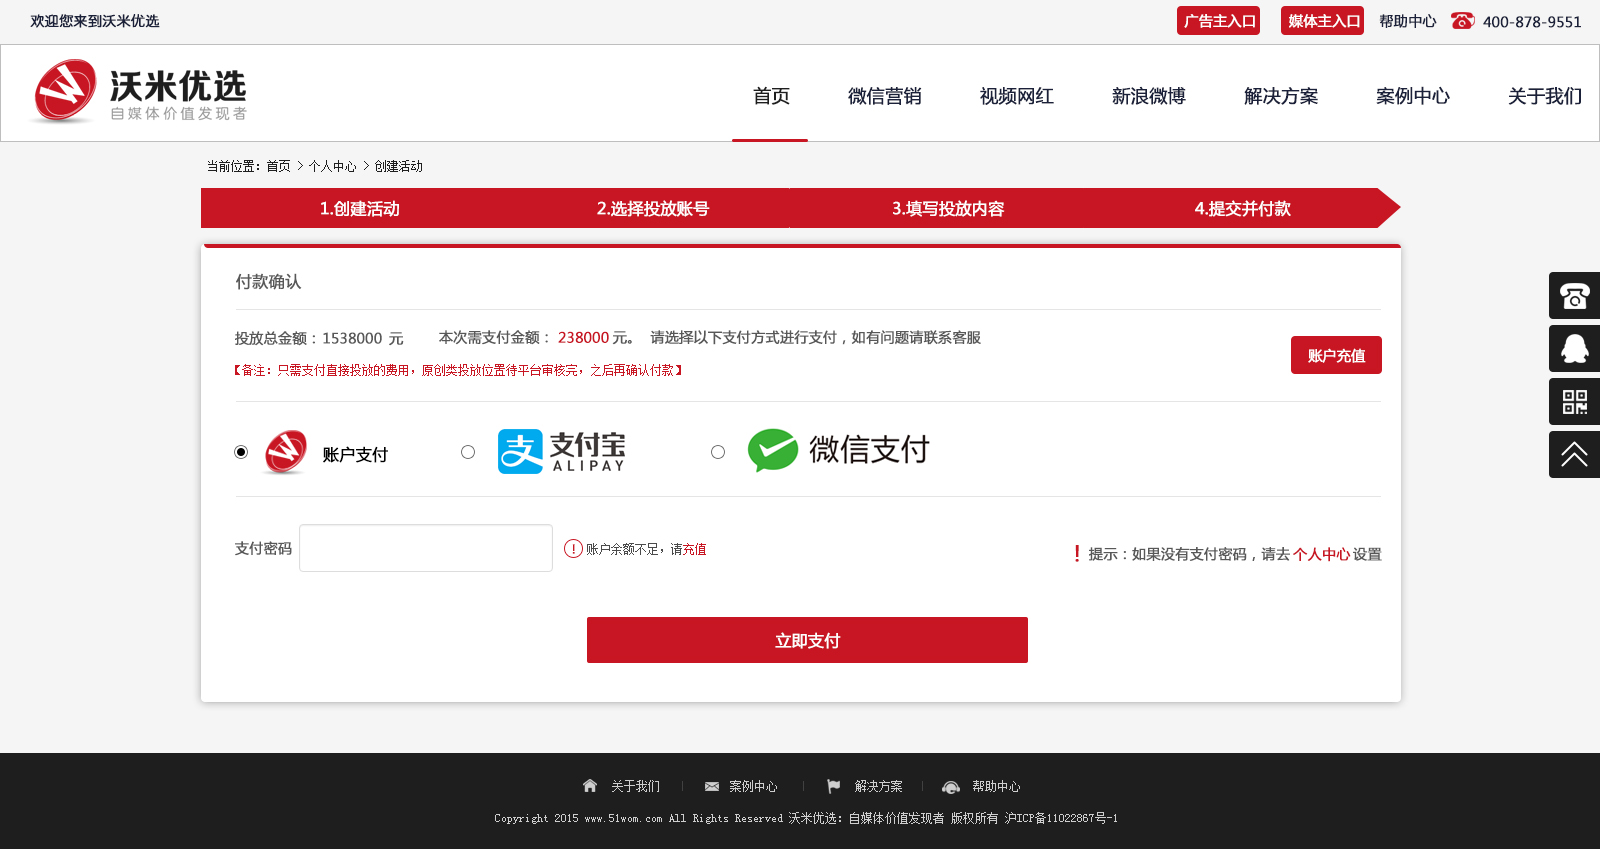 欢迎您来到沃米优选
广告主入口 媒体主入口 帮助中心 400-878-9551
沃米优选
自媒体价值发现者
首页 微信营销 视频网红 新浪微博 解决方案 案例中心 关于我们
当前位置：首页 > 个人中心 > 创建活动
1.创建活动 2.选择投放账号 3.填写投放内容 4.提交并付款
付款确认
投放总金额：1538000 元 本次需支付金额： 238000 元。 请选择以下支付方式进行支付，如有问题请联系客服
【备注：只需支付直接投放的费用，原创类投放位置待平台审核完，之后再确认付款】
账户充值
账户支付 支 支付宝 ALIPAY 微信支付
支付密码 ! 账户余额不足，请充值
! 提示：如果没有支付密码，请去 个人中心 设置
立即支付
关于我们 | 案例中心 | 解决方案 | 帮助中心
Copyright 2015 www.51wom.com All Rights Reserved 沃米优选：自媒体价值发现者 版权所有 沪ICP备11022867号-1